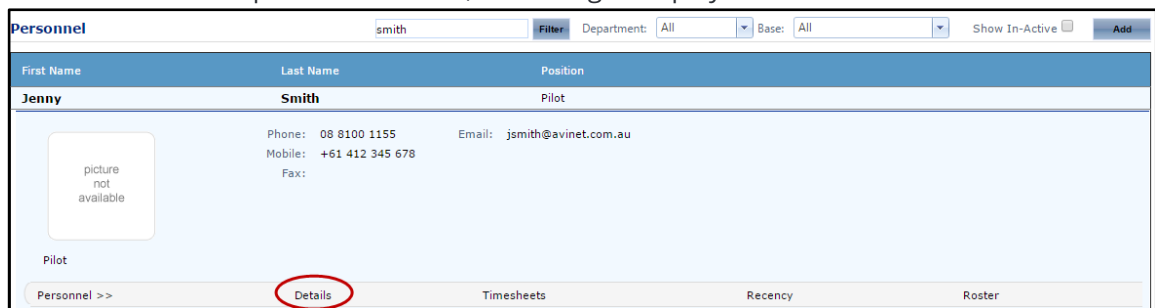 Personnel smith Filter Department: All Base: All Show In-Active Add
First Name Last Name Position
Jenny Smith Pilot
Phone: 08 8100 1155 Email: jsmith@avinet.com.au
Mobile: +61 412 345 678
Fax:
picture
not
available
Pilot
Personnel >> Details Timesheets Recency Roster